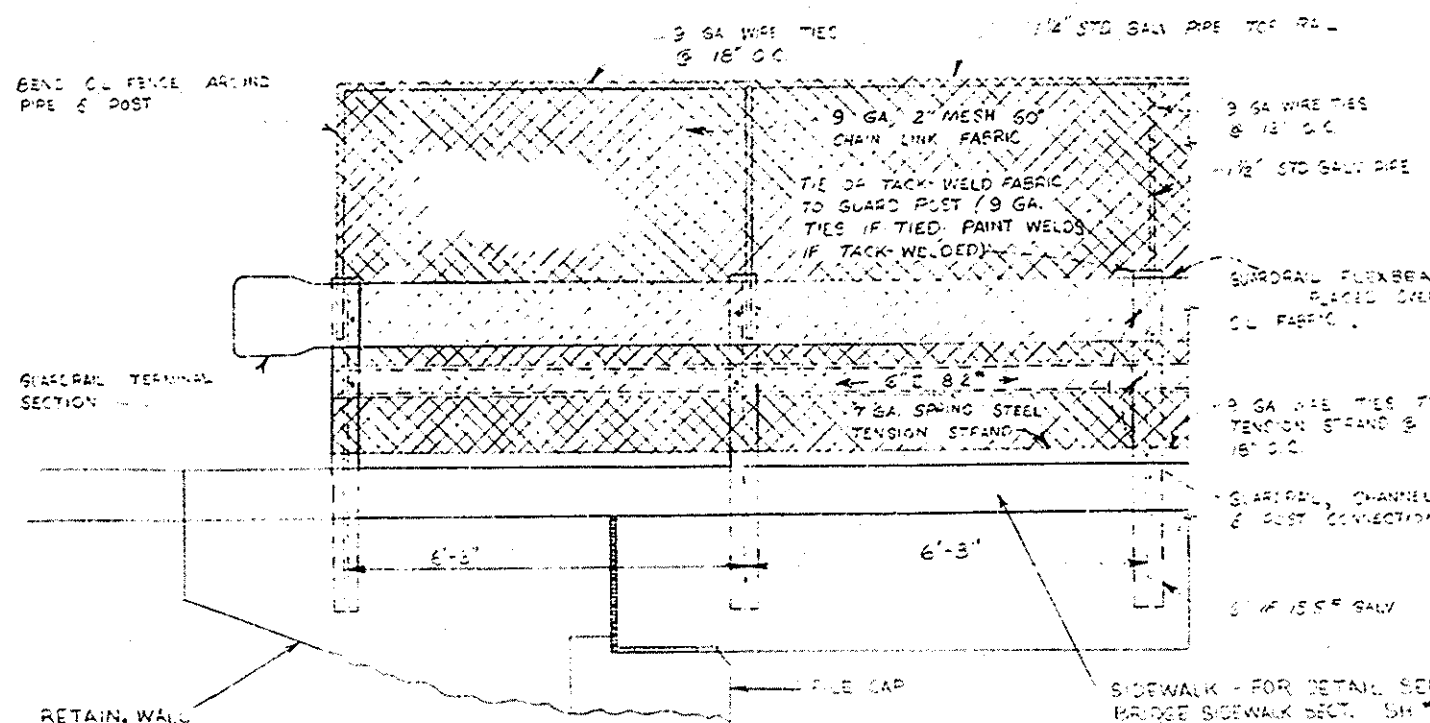 9 GA WIRE TIES
@ 18" O.C.
1 1/4" STD GALV PIPE TOP
BEND C.L. FENCE AROUND
PIPE & POST
9 GA, 2" MESH 60"
CHAIN LINK FABRIC
9 GA WIRE TIES
@ O.C.
1 1/2" STD GALV PIPE
TIE OR TACK-WELD FABRIC
TO GUARD POST (9 GA.
TIES IF TIED. PAINT WELDS
IF TACK-WELDED)
GUARDRAIL
PLACED
C.L. FABRIC.
GUARDRAIL TERMINAL
SECTION
8.2#
7 GA. SPRING STEEL
TENSION STRAND
9 GA WIRE TIES
TENSION STRAND @
18" O.C.
GUARDRAIL, CHANNEL
& POST CONNECTION
6'-3"
6'-3"
GALV
PILE CAP
RETAIN. WALL
SIDEWALK - FOR DETAIL SEE
BRIDGE SIDEWALK SECT. SH